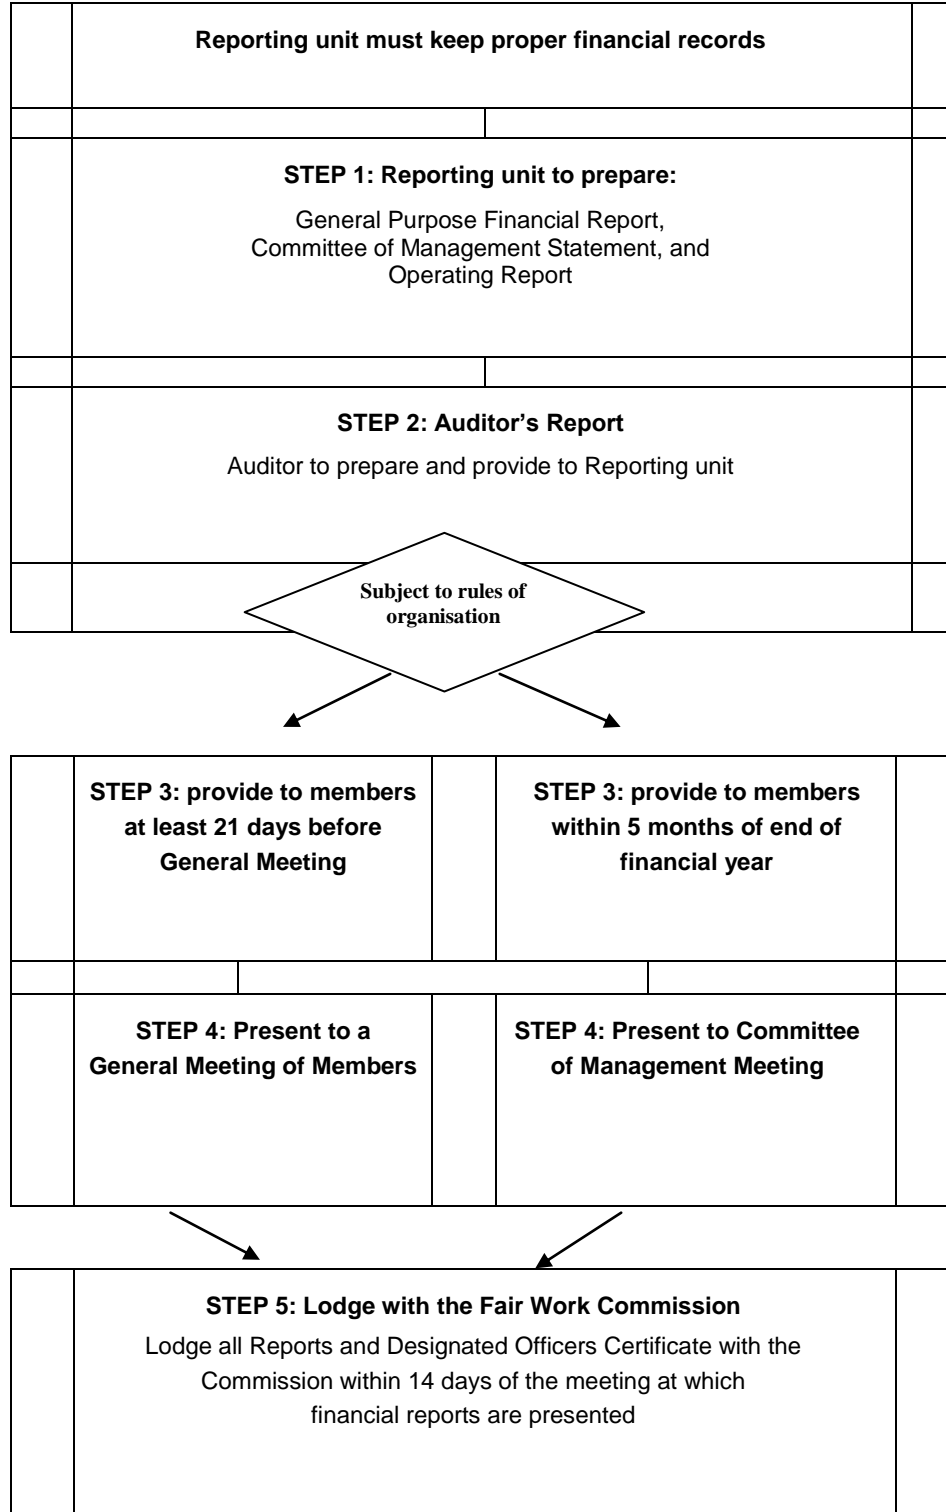 Reporting unit must keep proper financial records
STEP 1: Reporting unit to prepare:
General Purpose Financial Report,
Committee of Management Statement, and
Operating Report
STEP 2: Auditor’s Report
Auditor to prepare and provide to Reporting unit
Subject to rules of
organisation
STEP 3: provide to members
at least 21 days before
General Meeting
STEP 3: provide to members
within 5 months of end of
financial year
STEP 4: Present to a
General Meeting of Members
STEP 4: Present to Committee
of Management Meeting
STEP 5: Lodge with the Fair Work Commission
Lodge all Reports and Designated Officers Certificate with the
Commission within 14 days of the meeting at which
financial reports are presented